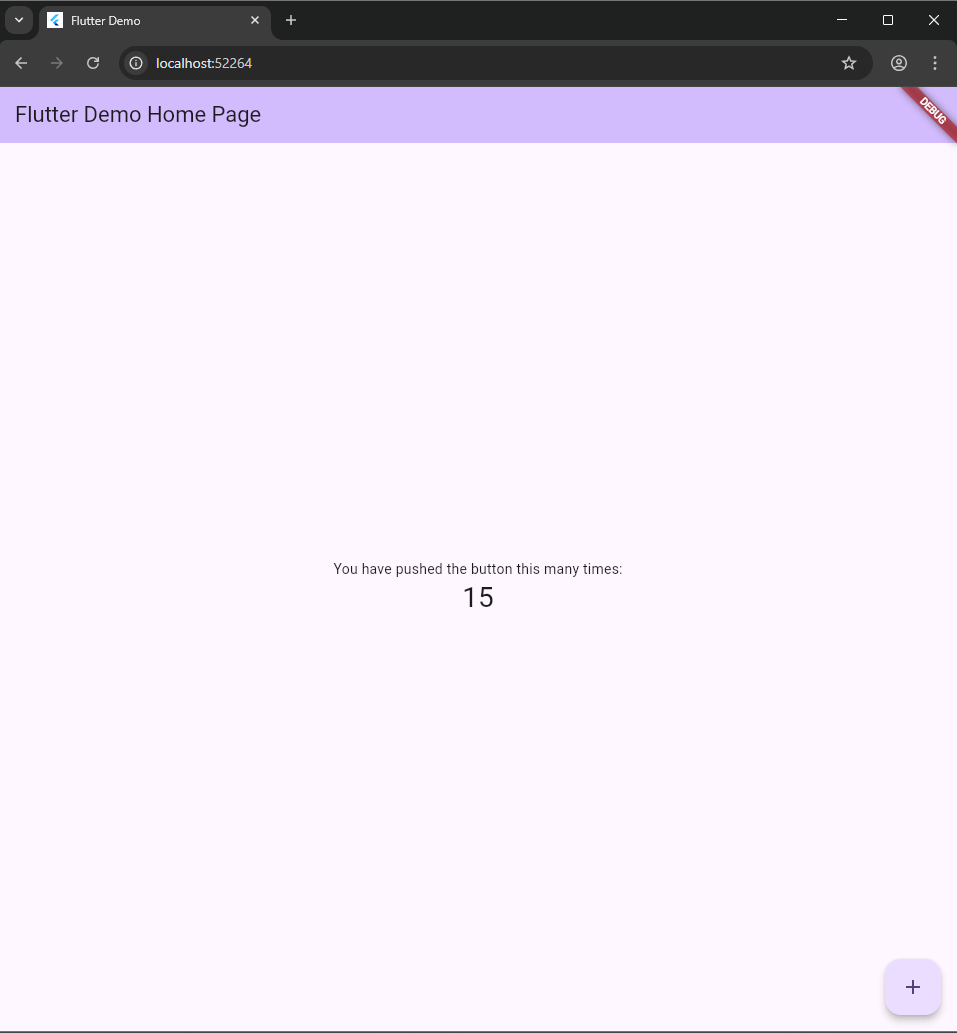 Flutter Demo
localhost:52264
Flutter Demo Home Page
DEBUG
You have pushed the button this many times:
15